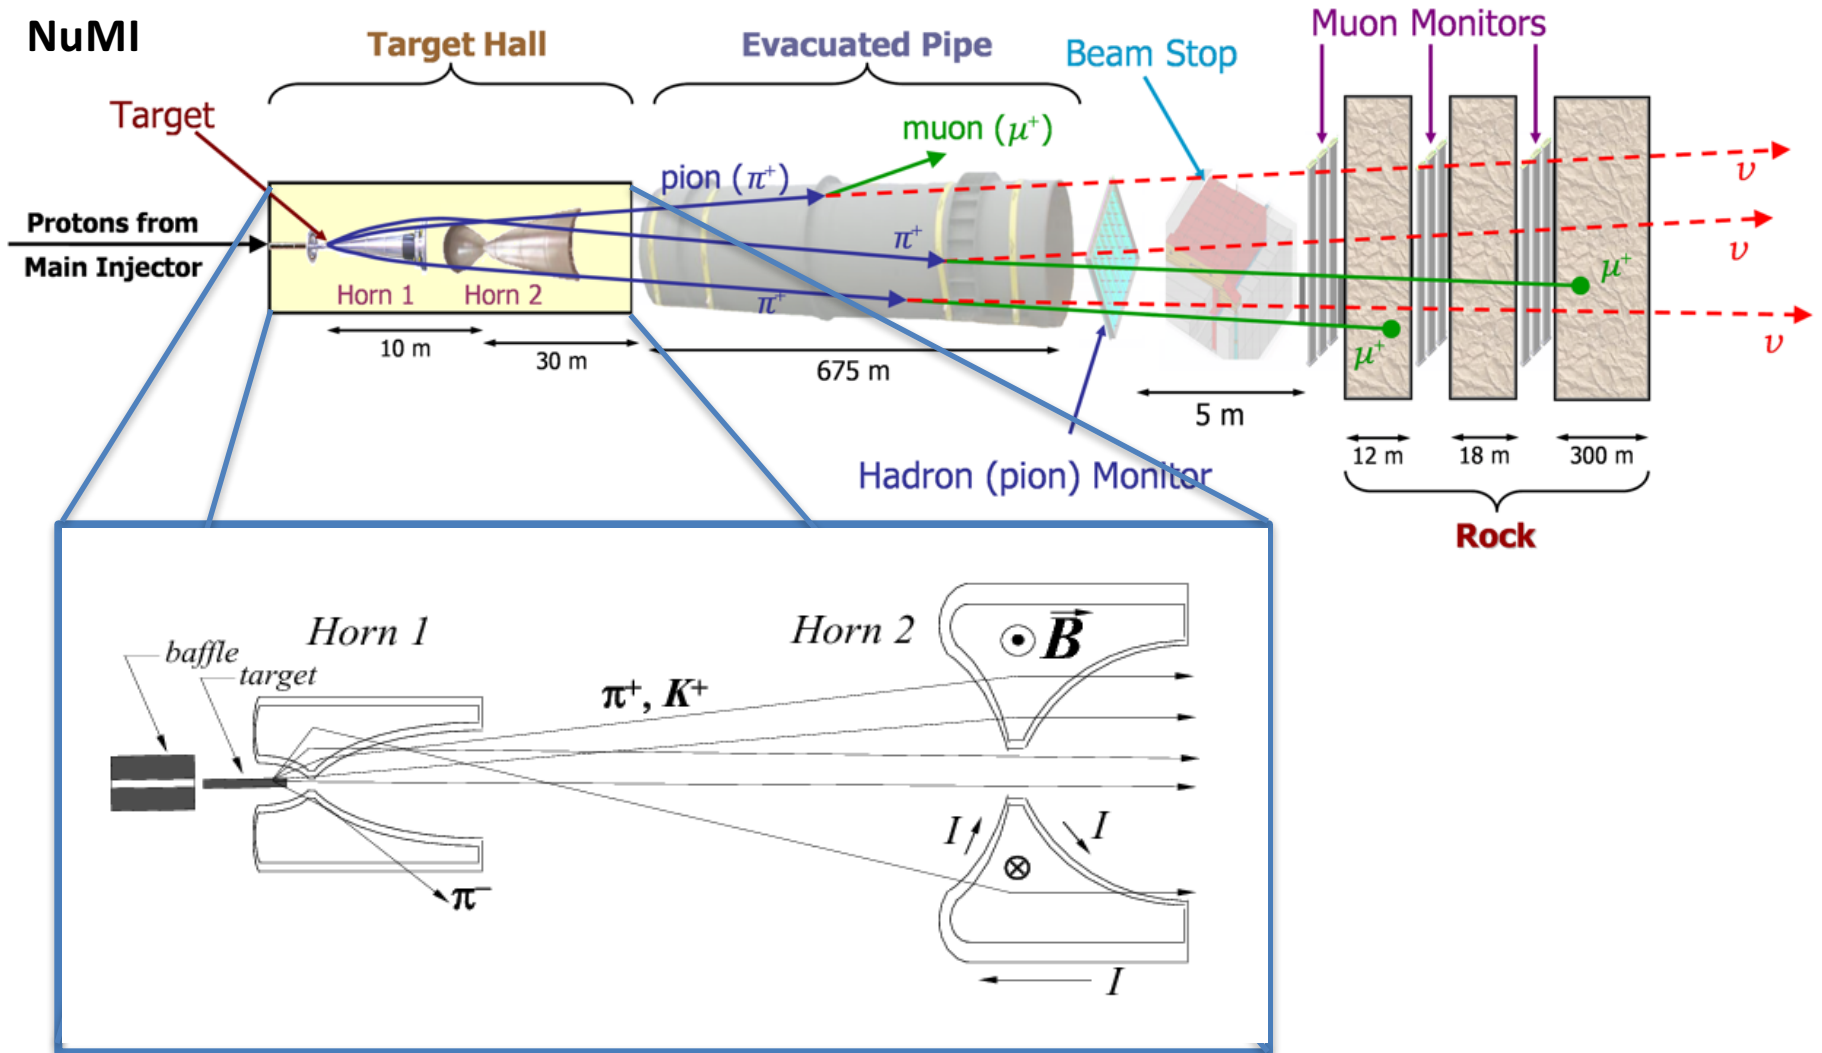 NuMI
Target Hall
Evacuated Pipe
Beam Stop
Muon Monitors
Target
muon (μ⁺)
pion (π⁺)
Protons from
Main Injector
π⁺
π⁺
Horn 1
Horn 2
μ⁺
μ⁺
ν
ν
ν
10 m
30 m
675 m
5 m
12 m
18 m
300 m
Hadron (pion) Monitor
Rock
Horn 1
Horn 2
B
baffle
target
π⁺, K⁺
I
I
π⁻
I